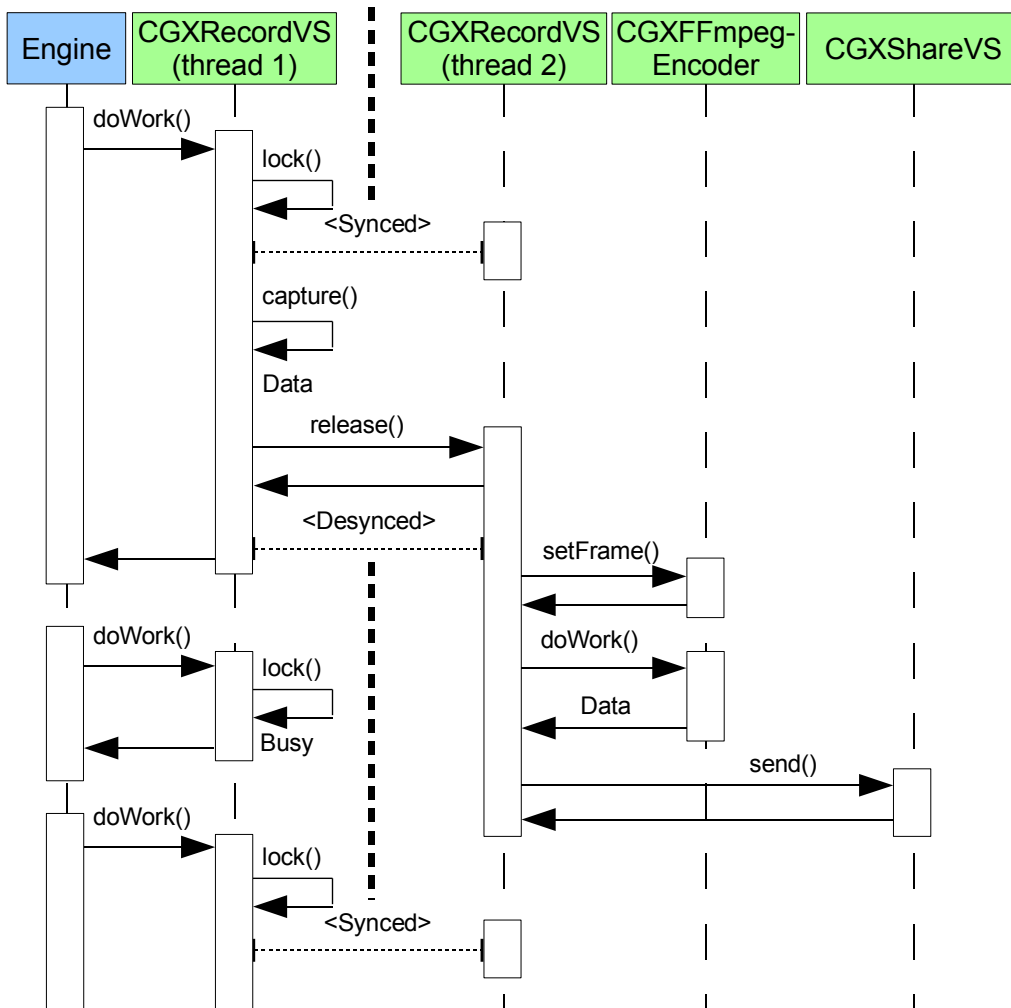 Engine
CGXRecordVS
(thread 1)
CGXRecordVS
(thread 2)
CGXFFmpeg-
Encoder
CGXShareVS
doWork()
lock()
<Synced>
capture()
Data
release()
<Desynced>
setFrame()
doWork()
lock()
Busy
doWork()
Data
send()
doWork()
lock()
<Synced>